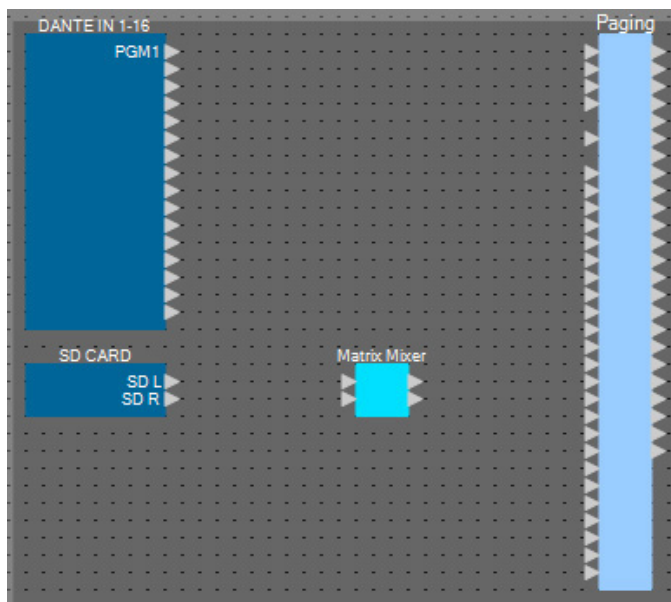 DANTE IN 1-16
Paging
PGM1
SD CARD
Matrix Mixer
SD L
SD R